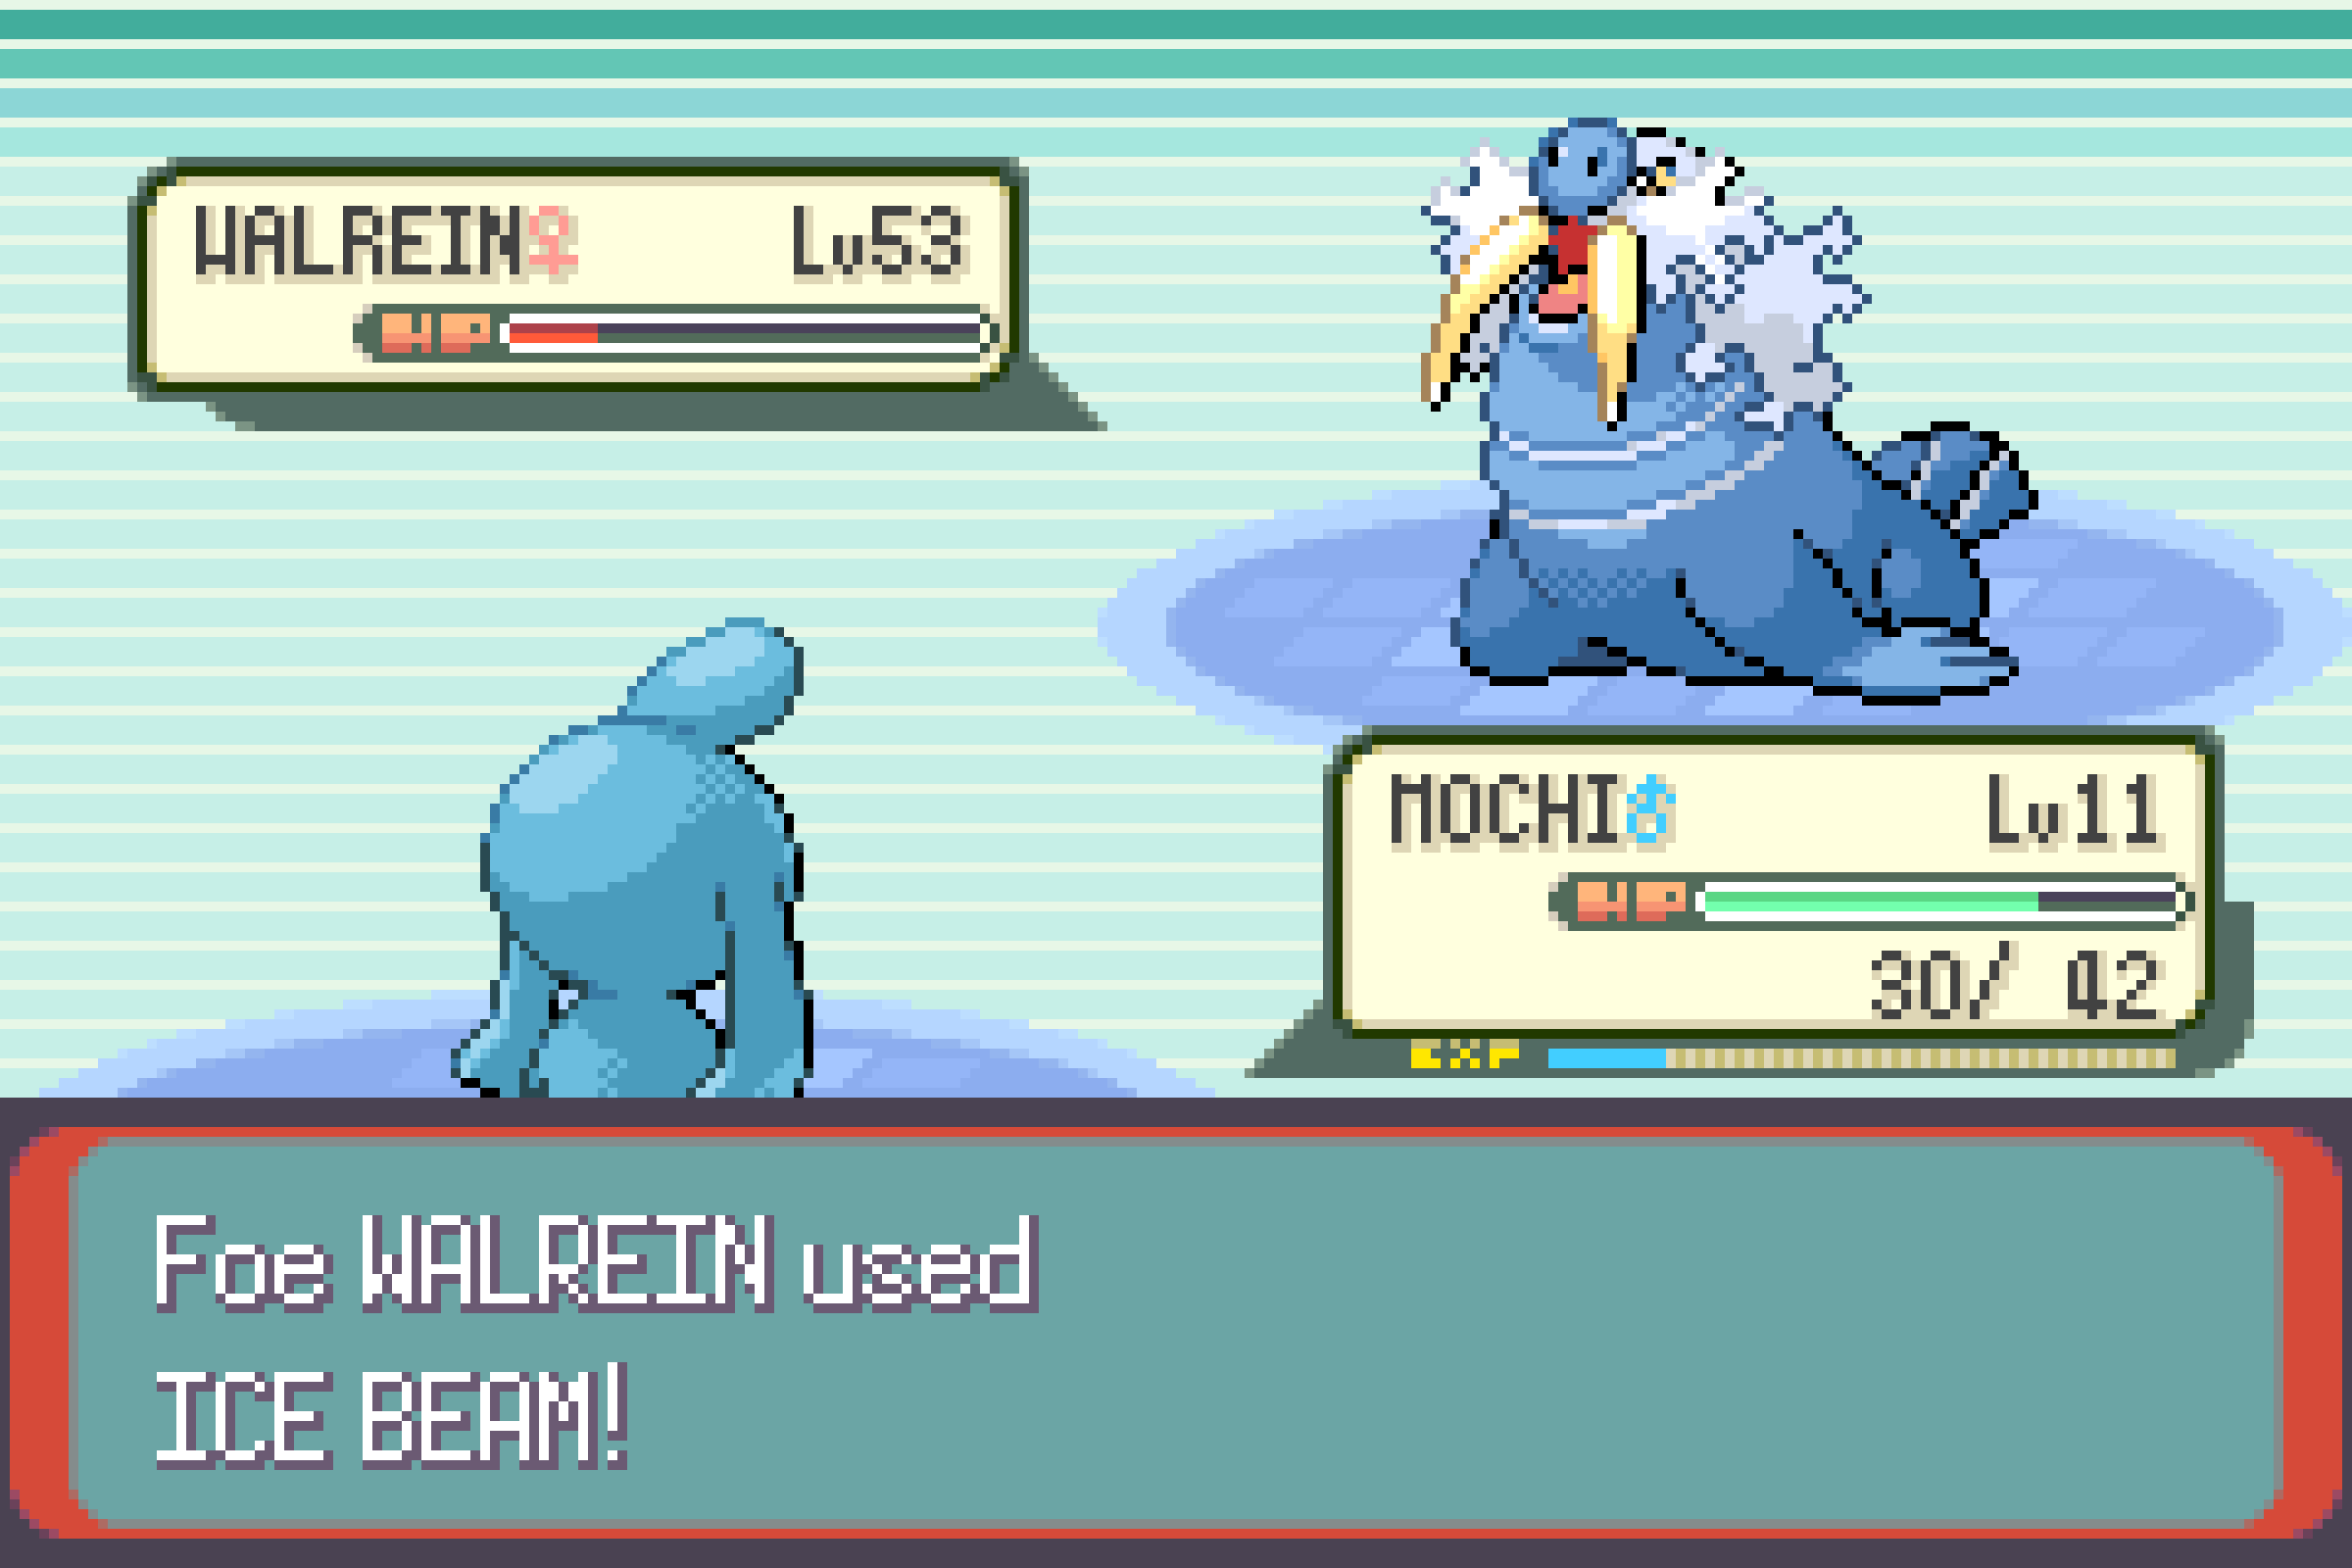 WALREIN♀ Lv53
HP
MOCHI♂ Lv11
HP
30/ 42
EXP
Foe WALREIN used
ICE BEAM!